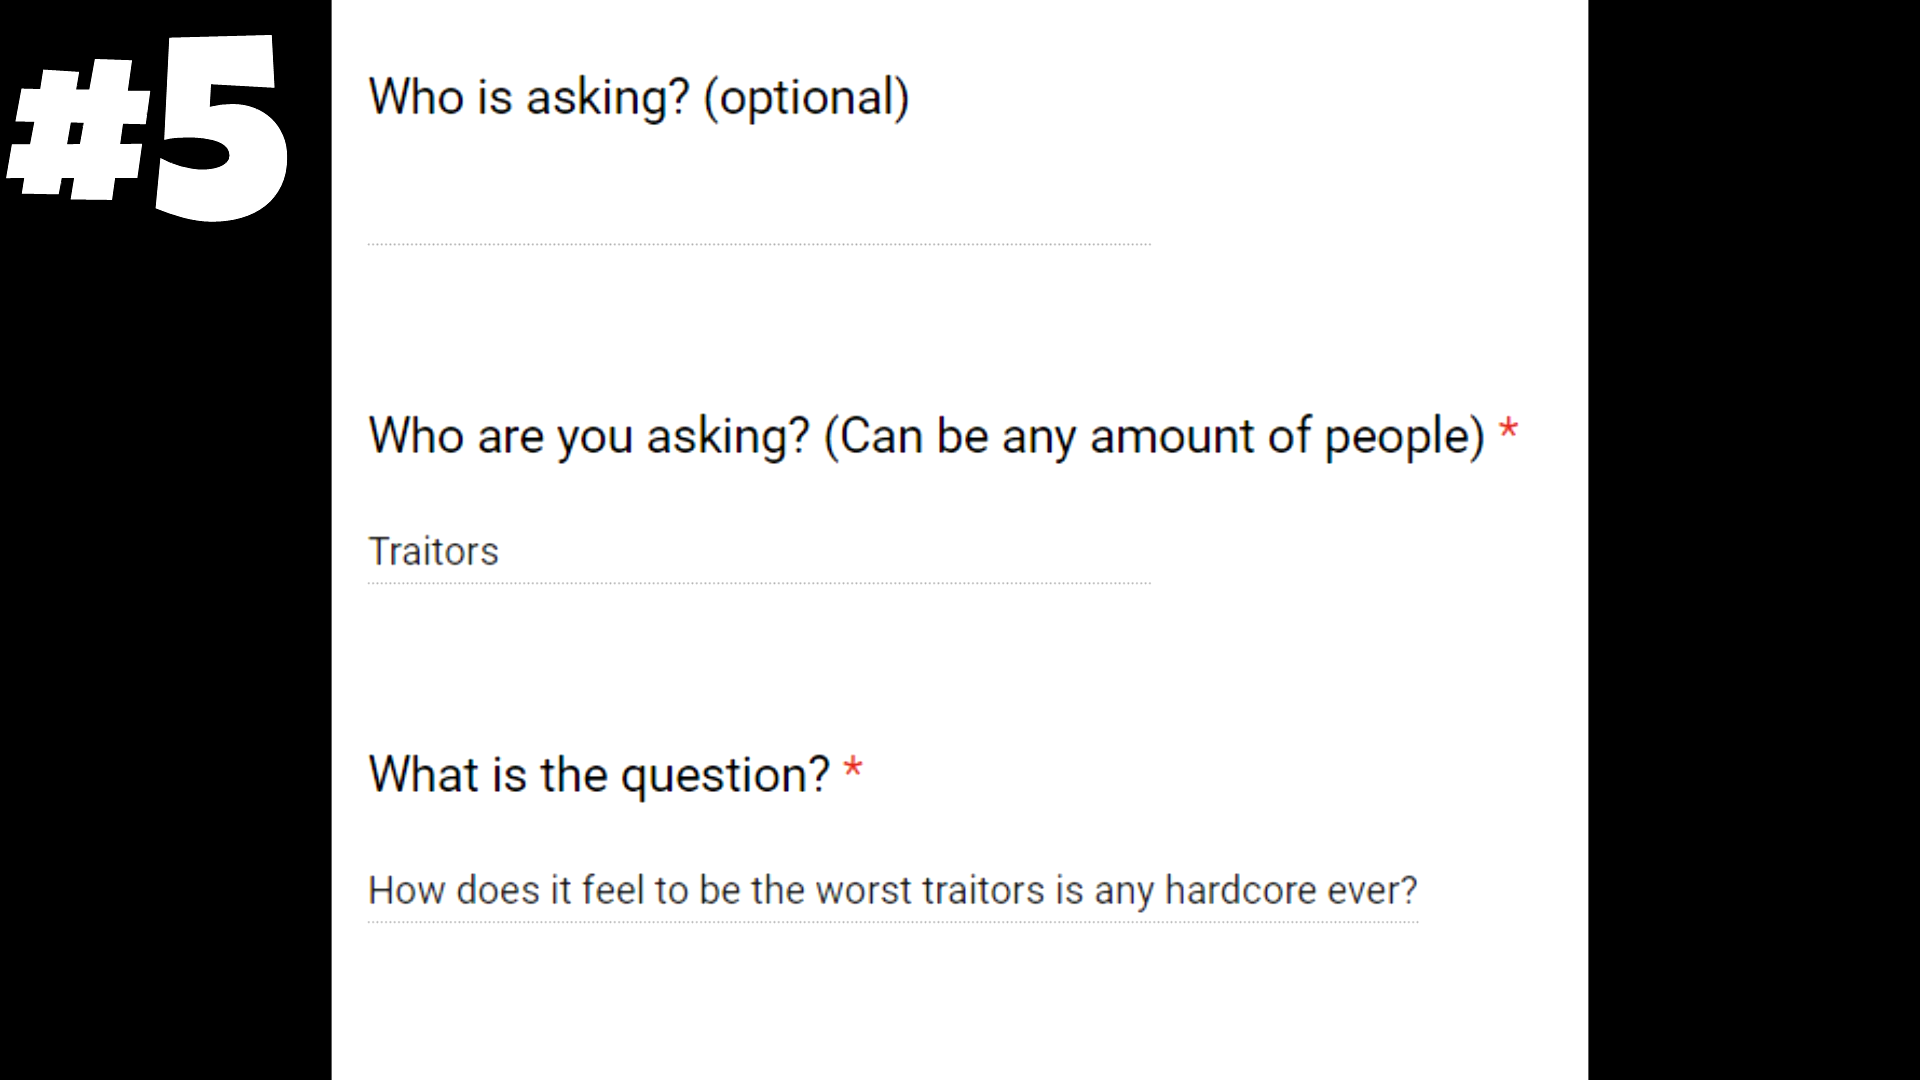 #5
Who is asking? (optional)
Who are you asking? (Can be any amount of people) *
Traitors
What is the question? *
How does it feel to be the worst traitors is any hardcore ever?